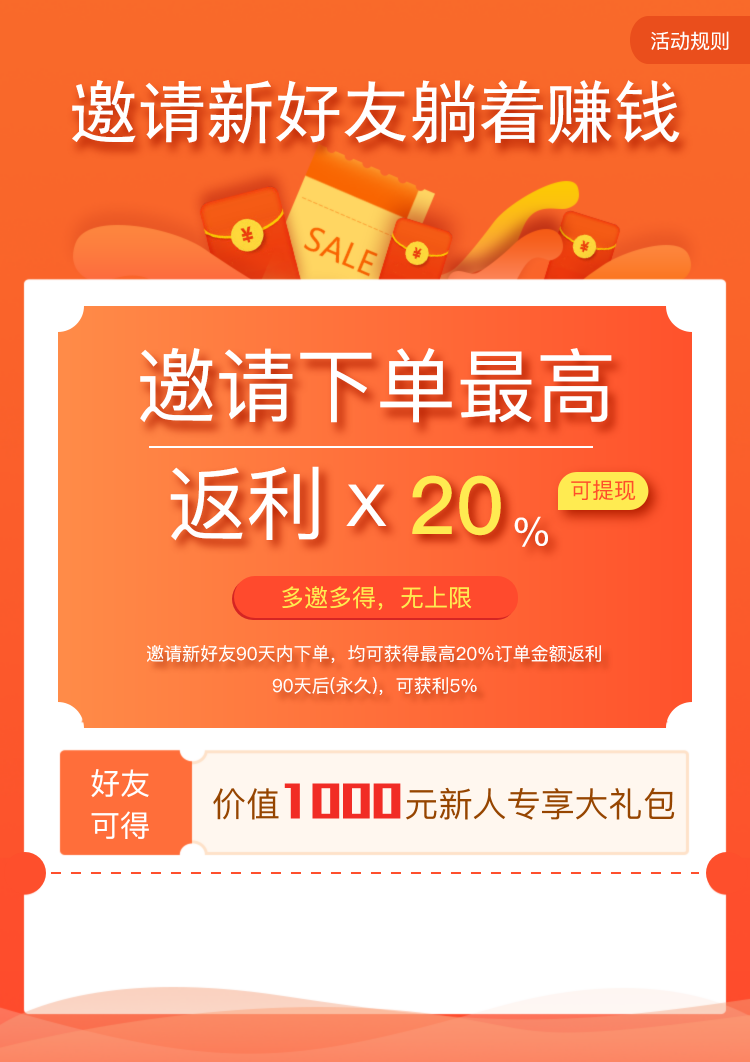 活动规则
邀请新好友躺着赚钱
¥
SALE
¥
¥
邀请下单最高
返利 x 20 %
可提现
多邀多得，无上限
邀请新好友90天内下单，均可获得最高20%订单金额返利
90天后(永久)，可获利5%
好友
可得
价值1000元新人专享大礼包